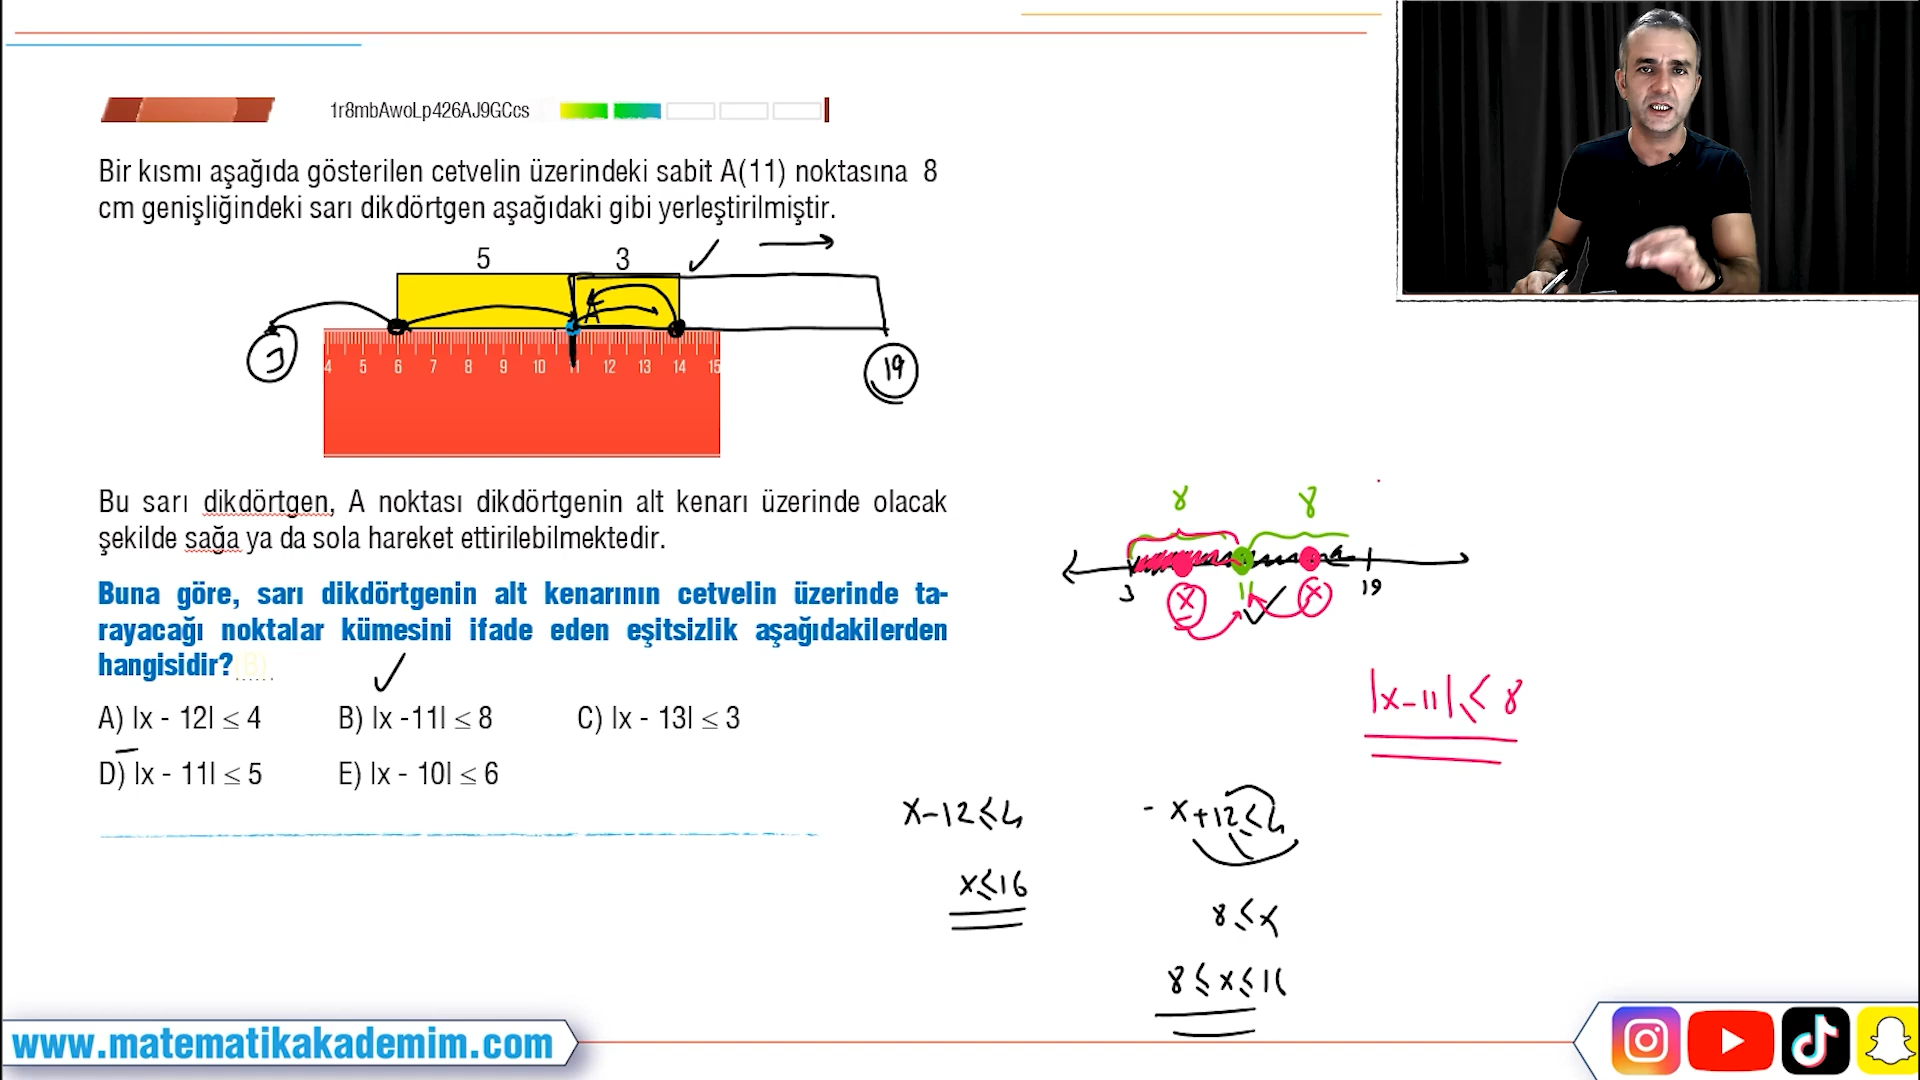 1r8mbAwoLp426AJ9GCcs
Bir kısmı aşağıda gösterilen cetvelin üzerindeki sabit A(11) noktasına 8
cm genişliğindeki sarı dikdörtgen aşağıdaki gibi yerleştirilmiştir.
5 3
A
3 19
4 5 6 7 8 9 10 11 12 13 14 15
Bu sarı dikdörtgen, A noktası dikdörtgenin alt kenarı üzerinde olacak
şekilde sağa ya da sola hareket ettirilebilmektedir.
Buna göre, sarı dikdörtgenin alt kenarının cetvelin üzerinde ta-
rayacağı noktalar kümesini ifade eden eşitsizlik aşağıdakilerden
hangisidir? (B)
A) |x - 12| ≤ 4 B) |x -11| ≤ 8 C) |x - 13| ≤ 3
D) |x - 11| ≤ 5 E) |x - 10| ≤ 6
8 8
3 x 11 x 19
|x-11| ≤ 8
x-12≤4 -x+12≤4
x≤16 8≤x
8≤x≤16
www.matematikakademim.com